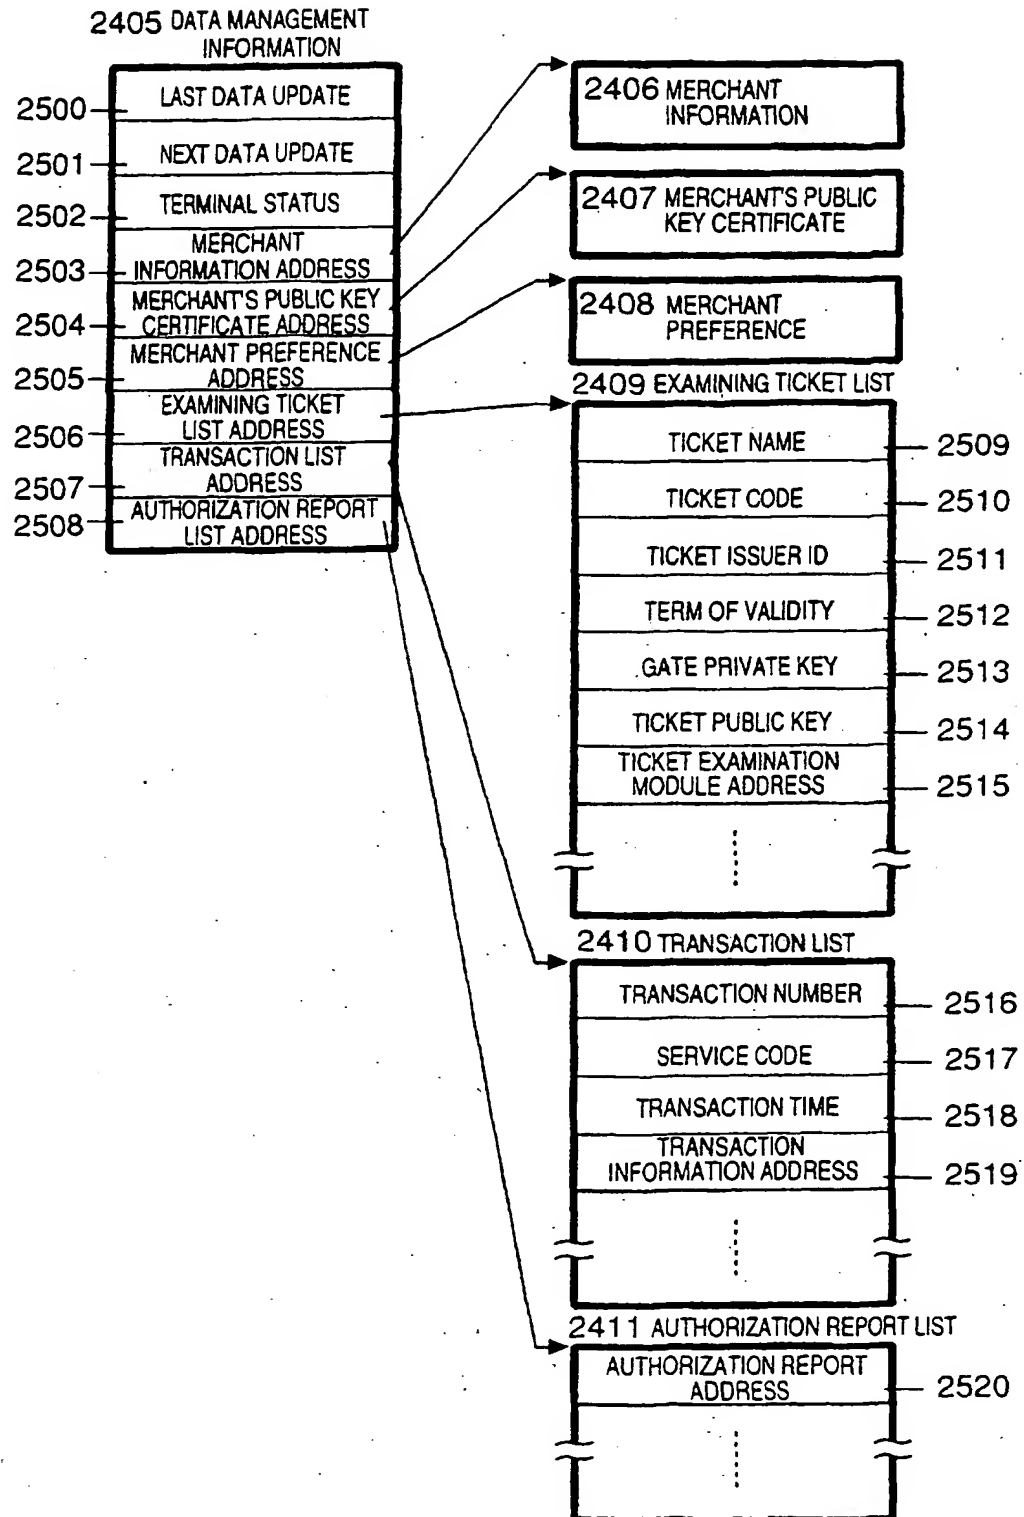 2405 DATA MANAGEMENT
INFORMATION
2500
LAST DATA UPDATE
2501
NEXT DATA UPDATE
2502
TERMINAL STATUS
2503
MERCHANT
INFORMATION ADDRESS
2504
MERCHANT'S PUBLIC KEY
CERTIFICATE ADDRESS
2505
MERCHANT PREFERENCE
ADDRESS
2506
EXAMINING TICKET
LIST ADDRESS
2507
TRANSACTION LIST
ADDRESS
2508
AUTHORIZATION REPORT
LIST ADDRESS
2406 MERCHANT
INFORMATION
2407 MERCHANT'S PUBLIC
KEY CERTIFICATE
2408 MERCHANT
PREFERENCE
2409 EXAMINING TICKET LIST
TICKET NAME
2509
TICKET CODE
2510
TICKET ISSUER ID
2511
TERM OF VALIDITY
2512
GATE PRIVATE KEY
2513
TICKET PUBLIC KEY
2514
TICKET EXAMINATION
MODULE ADDRESS
2515
2410 TRANSACTION LIST
TRANSACTION NUMBER
2516
SERVICE CODE
2517
TRANSACTION TIME
2518
TRANSACTION
INFORMATION ADDRESS
2519
2411 AUTHORIZATION REPORT LIST
AUTHORIZATION REPORT
ADDRESS
2520